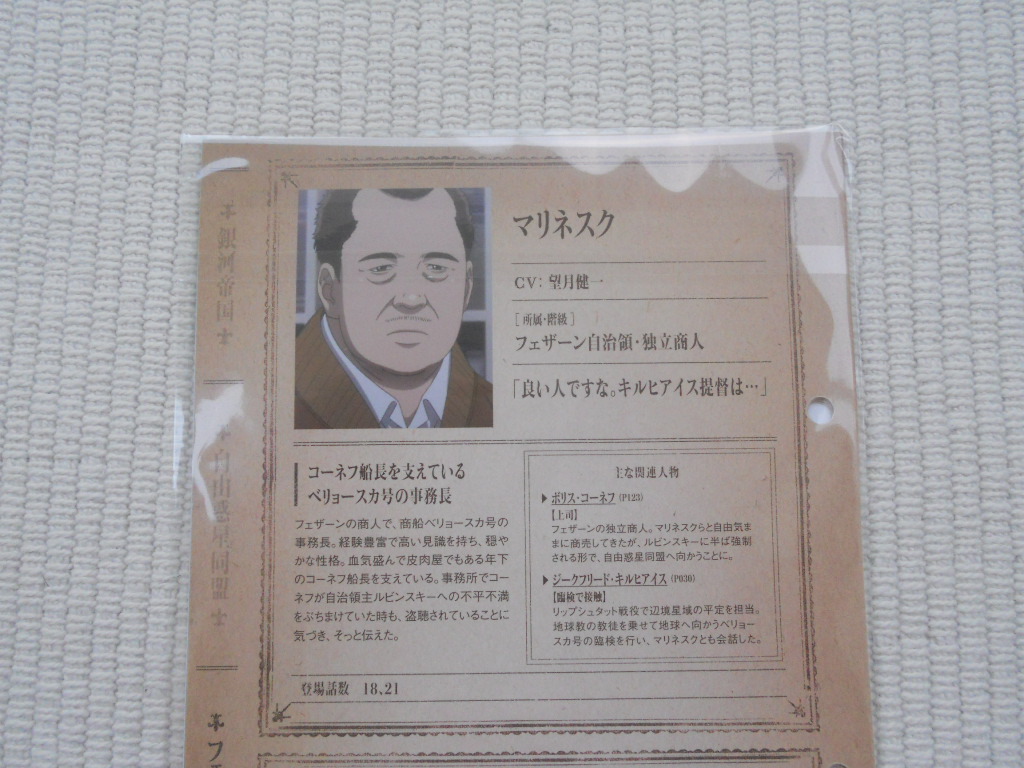 マリネスク
CV：望月健一
［所属・階級］
フェザーン自治領・独立商人
「良い人ですな。キルヒアイス提督は…」
コーネフ船長を支えている
ベリョースカ号の事務長
フェザーンの商人で、商船ベリョースカ号の
事務長。経験豊富で高い見識を持ち、穏や
かな性格。血気盛んで皮肉屋でもある年下
のコーネフ船長を支えている。事務所でコー
ネフが自治領主ルビンスキーへの不平不満
をぶちまけていた時も、盗聴されていることに
気づき、そっと伝えた。
主な関連人物
▶ボリス・コーネフ（P123）
【上司】
フェザーンの独立商人。マリネスクらと自由気ま
まに商売してきたが、ルビンスキーに半ば強制
される形で、自由惑星同盟へ向かうことに。
▶ジークフリード・キルヒアイス（P030）
【臨検で接触】
リップシュタット戦役で辺境星域の平定を担当。
地球教の教徒を乗せて地球へ向かうベリョー
スカ号の臨検を行い、マリネスクとも会話した。
登場話数 18、21
銀河帝国
自由惑星同盟
フェ